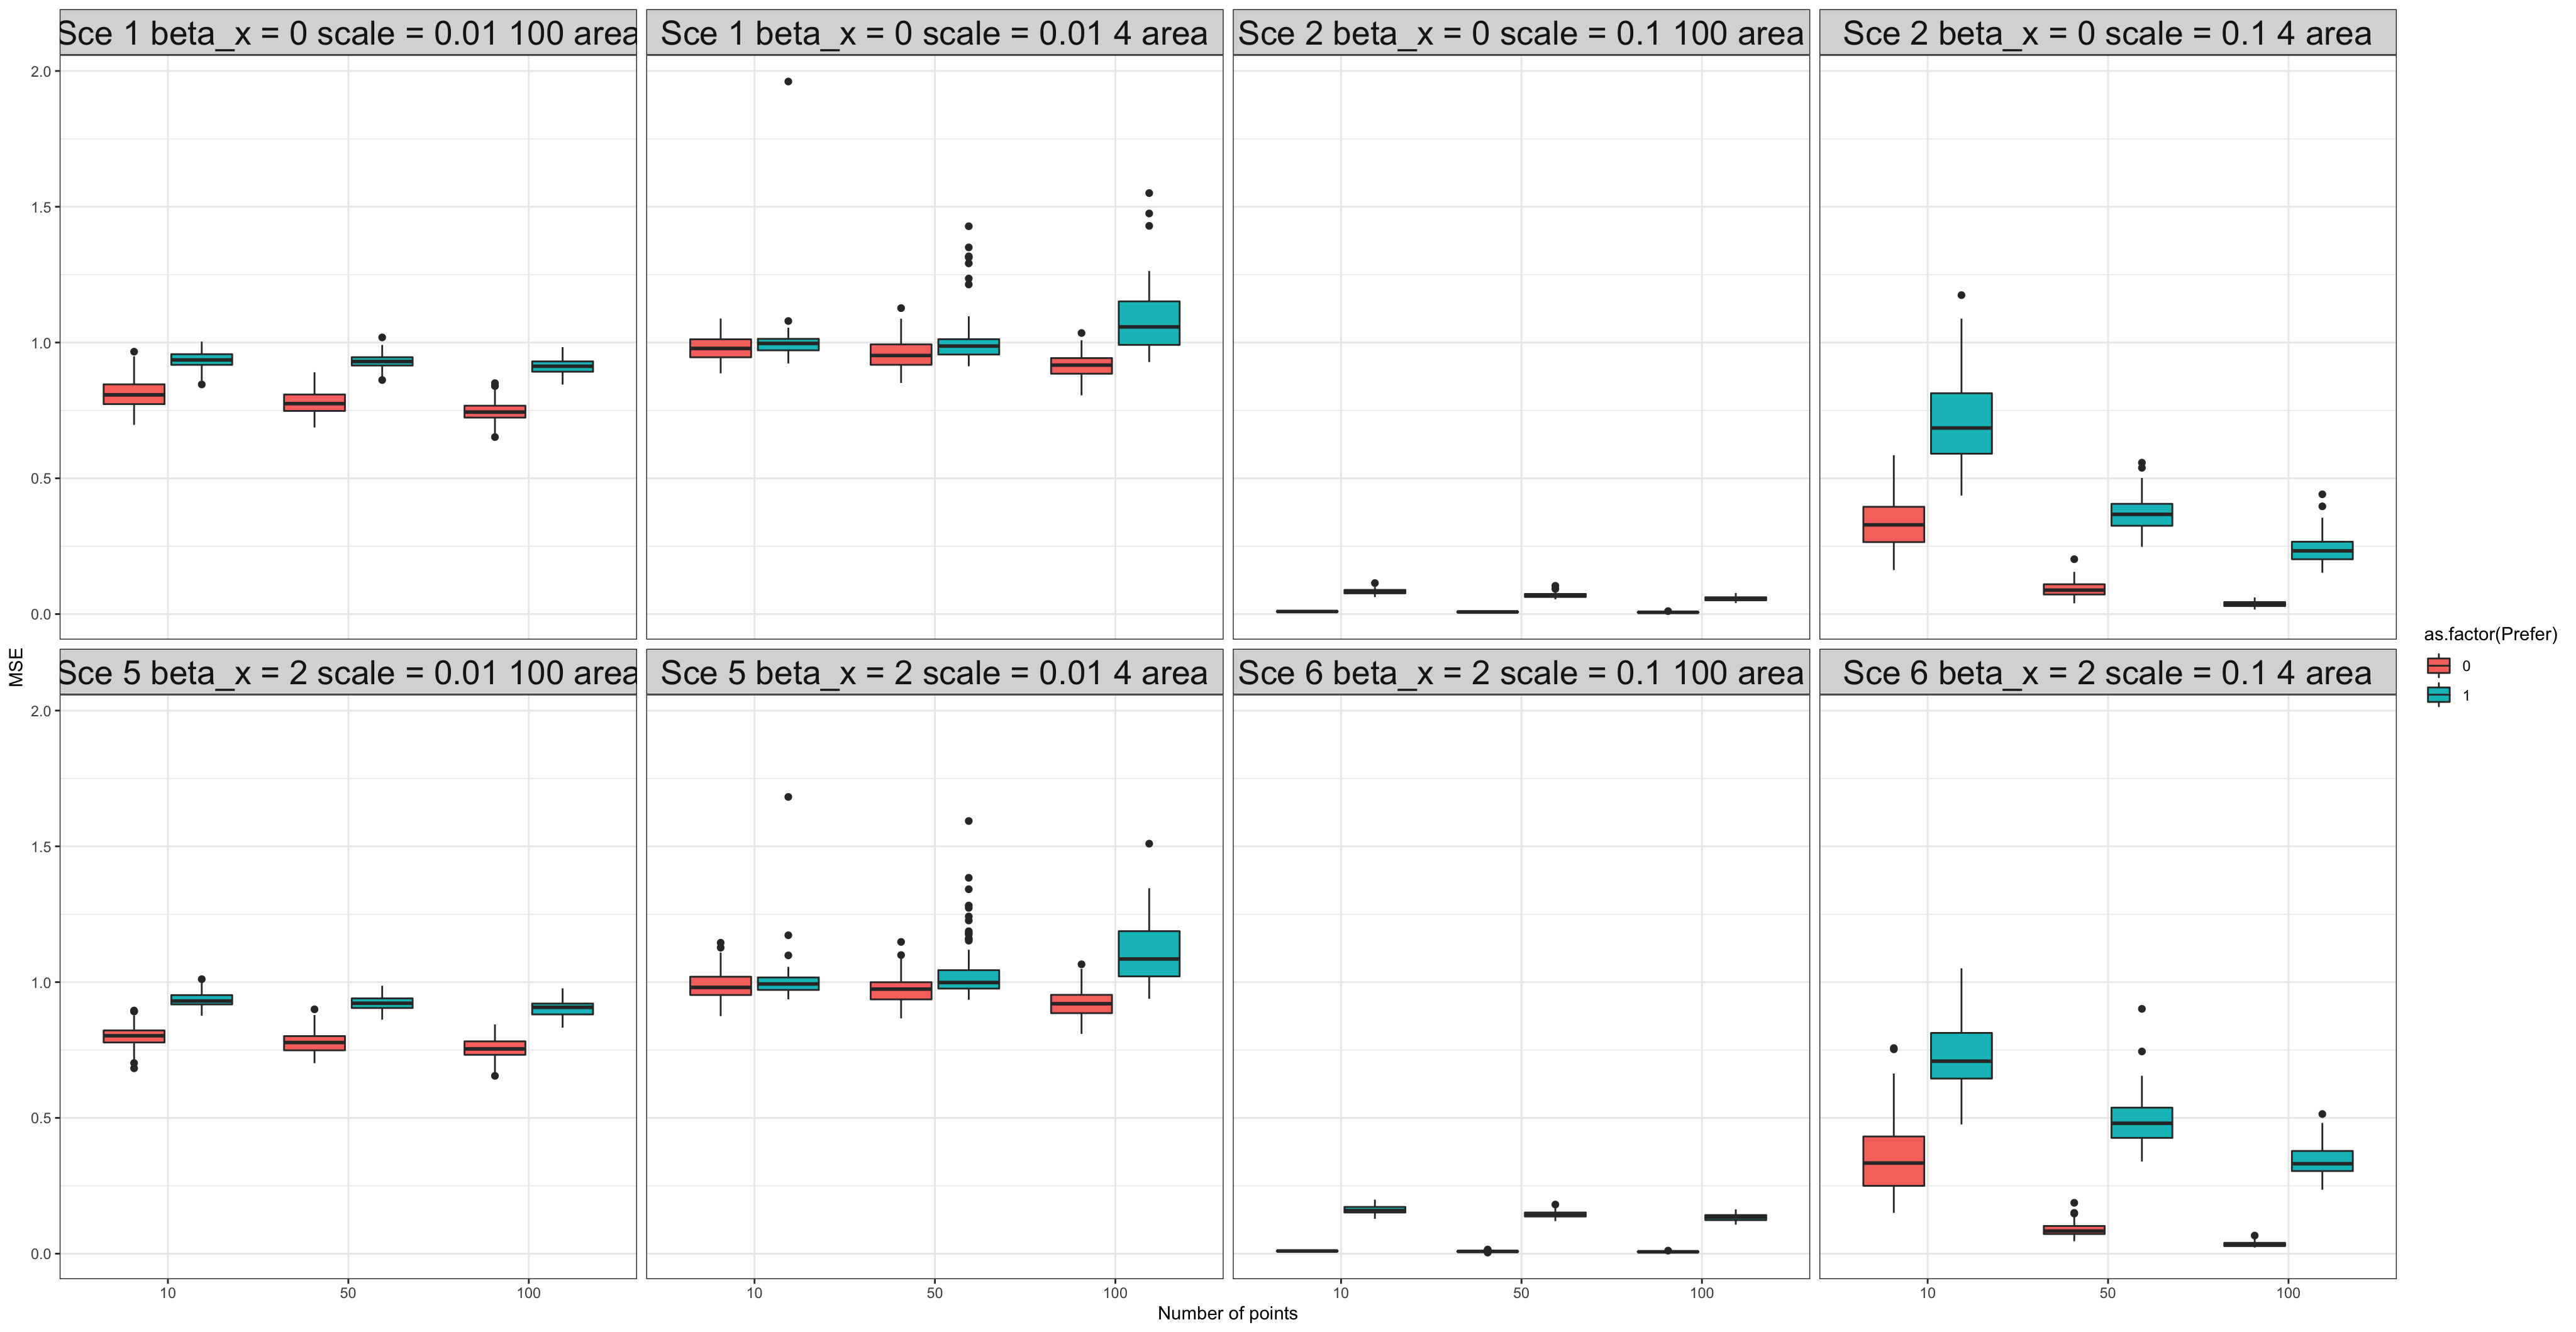 Sce 1 beta_x = 0 scale = 0.01 100 area
Sce 1 beta_x = 0 scale = 0.01 4 area
Sce 2 beta_x = 0 scale = 0.1 100 area
Sce 2 beta_x = 0 scale = 0.1 4 area
2.0
1.5
1.0
0.5
0.0
MSE
Sce 5 beta_x = 2 scale = 0.01 100 area
Sce 5 beta_x = 2 scale = 0.01 4 area
Sce 6 beta_x = 2 scale = 0.1 100 area
Sce 6 beta_x = 2 scale = 0.1 4 area
2.0
1.5
1.0
0.5
0.0
10 50 100
10 50 100
10 50 100
10 50 100
Number of points
as.factor(Prefer)
0
1